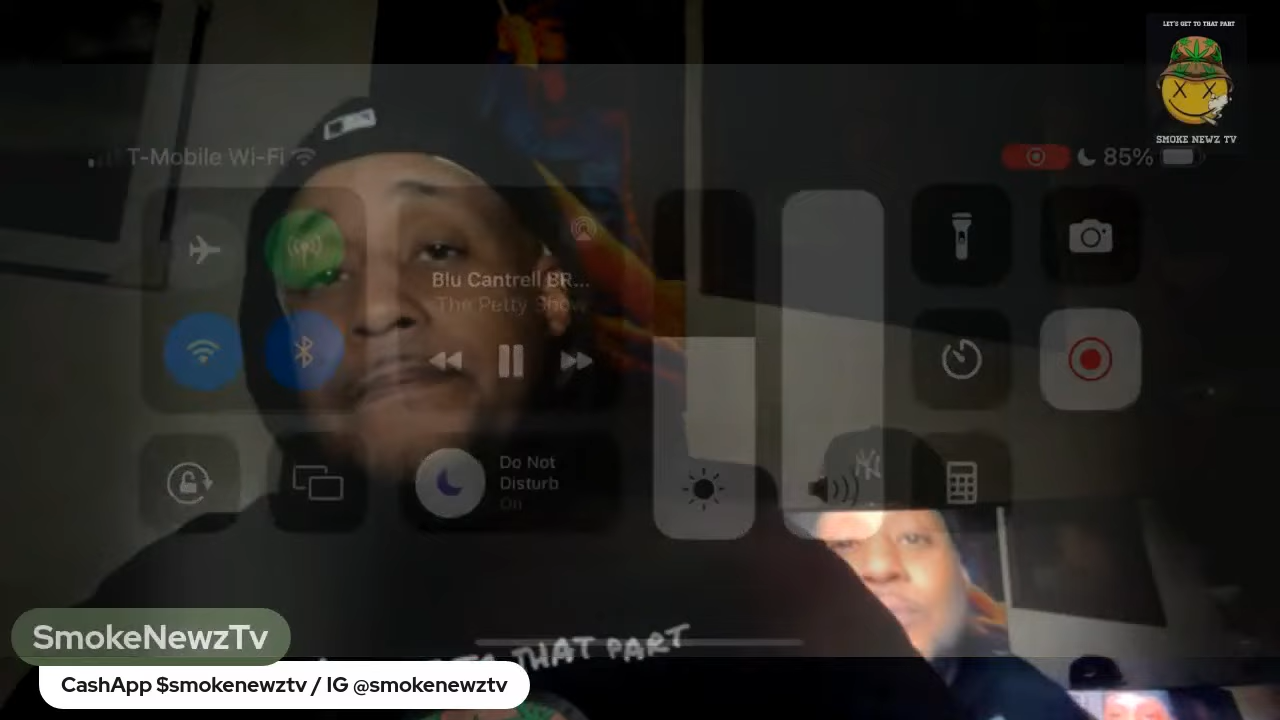 LET'S GET TO THAT PART
SMOKE NEWZ TV
T-Mobile Wi-Fi
85%
Blu Cantrell BR...
The Petty Show
Do Not
Disturb
On
NY
THAT PART
SmokeNewzTv
CashApp $smokenewztv / IG @smokenewztv